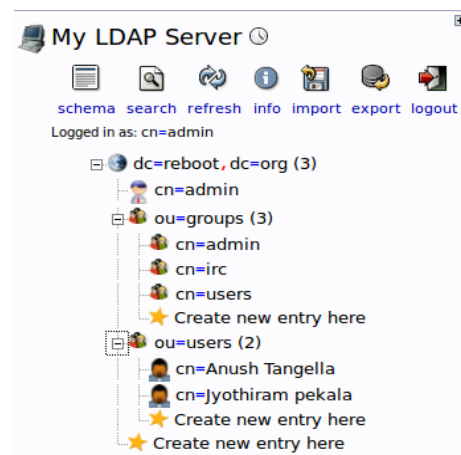 My LDAP Server
schema search refresh info import export logout
Logged in as: cn=admin
dc=reboot,dc=org (3)
cn=admin
ou=groups (3)
cn=admin
cn=irc
cn=users
Create new entry here
ou=users (2)
cn=Anush Tangella
cn=Jyothiram pekala
Create new entry here
Create new entry here